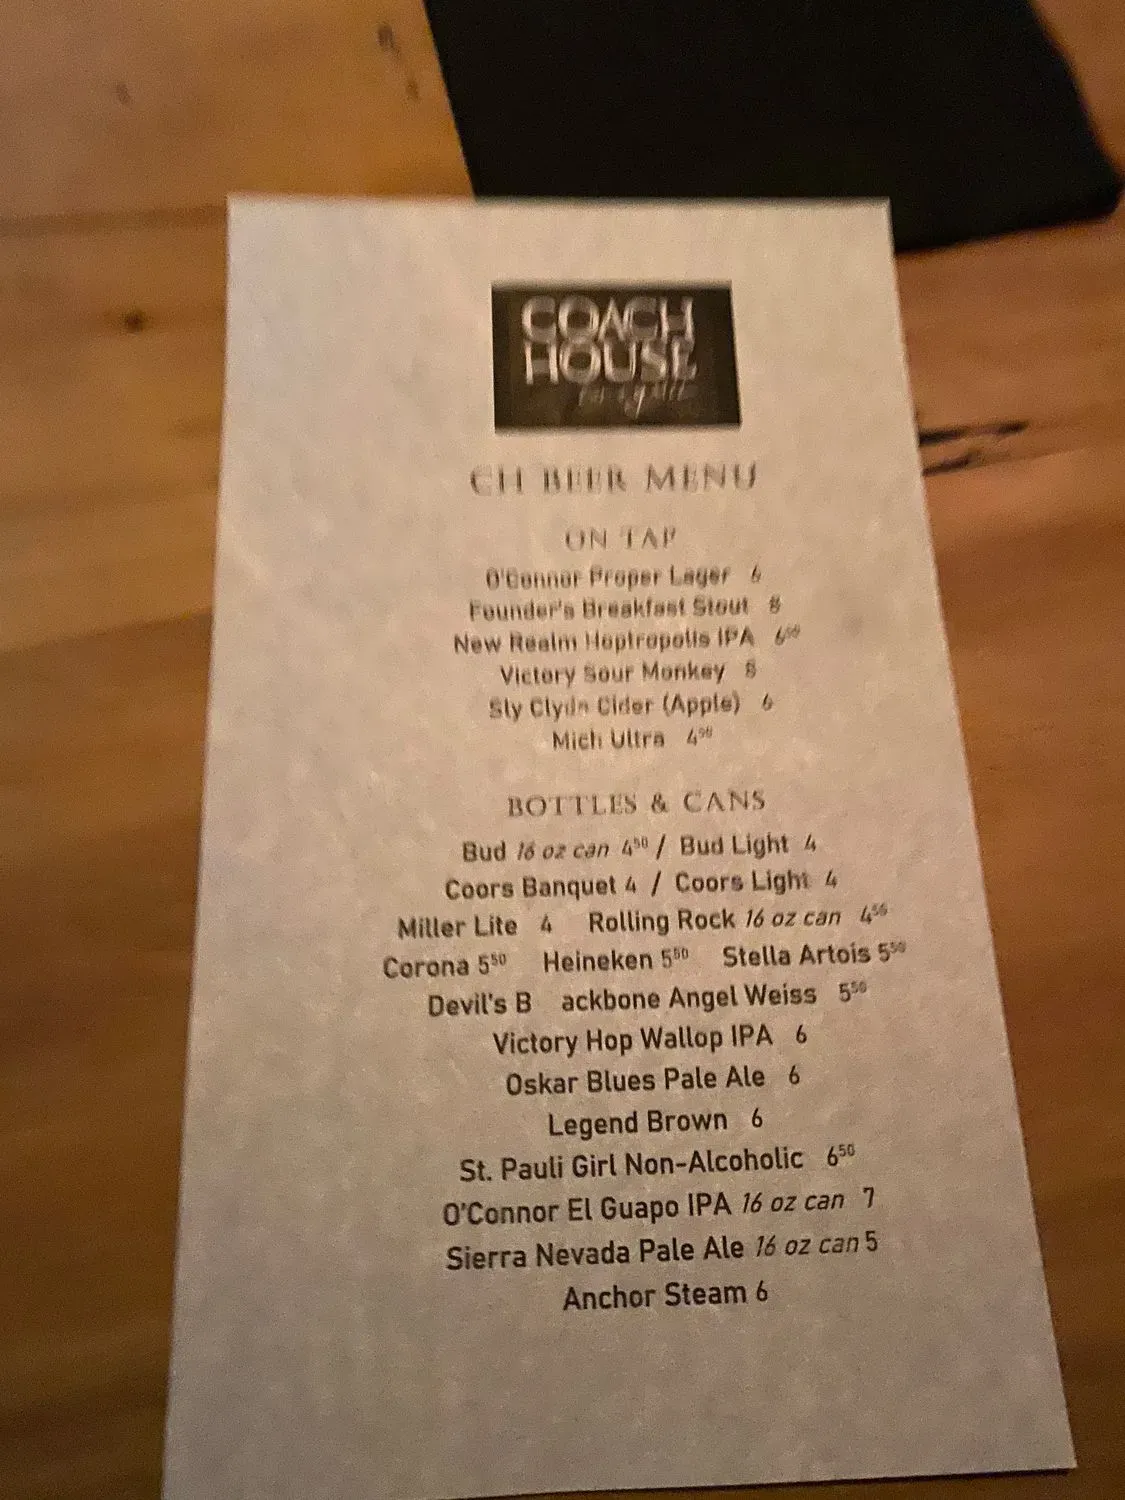 COACH
HOUSE
CH BEER MENU
ON TAP
O'Connor Proper Lager 6
Founder's Breakfast Stout 8
New Realm Hoptropolis IPA 6⁵⁰
Victory Sour Monkey 8
Sly Clyde Cider (Apple) 6
Mich Ultra 4⁵⁰
BOTTLES & CANS
Bud 16 oz can 4⁵⁰ / Bud Light 4
Coors Banquet 4 / Coors Light 4
Miller Lite 4 Rolling Rock 16 oz can 4⁵⁰
Corona 5⁵⁰ Heineken 5⁵⁰ Stella Artois 5⁵⁰
Devil's B ackbone Angel Weiss 5⁵⁰
Victory Hop Wallop IPA 6
Oskar Blues Pale Ale 6
Legend Brown 6
St. Pauli Girl Non-Alcoholic 6⁵⁰
O'Connor El Guapo IPA 16 oz can 7
Sierra Nevada Pale Ale 16 oz can 5
Anchor Steam 6